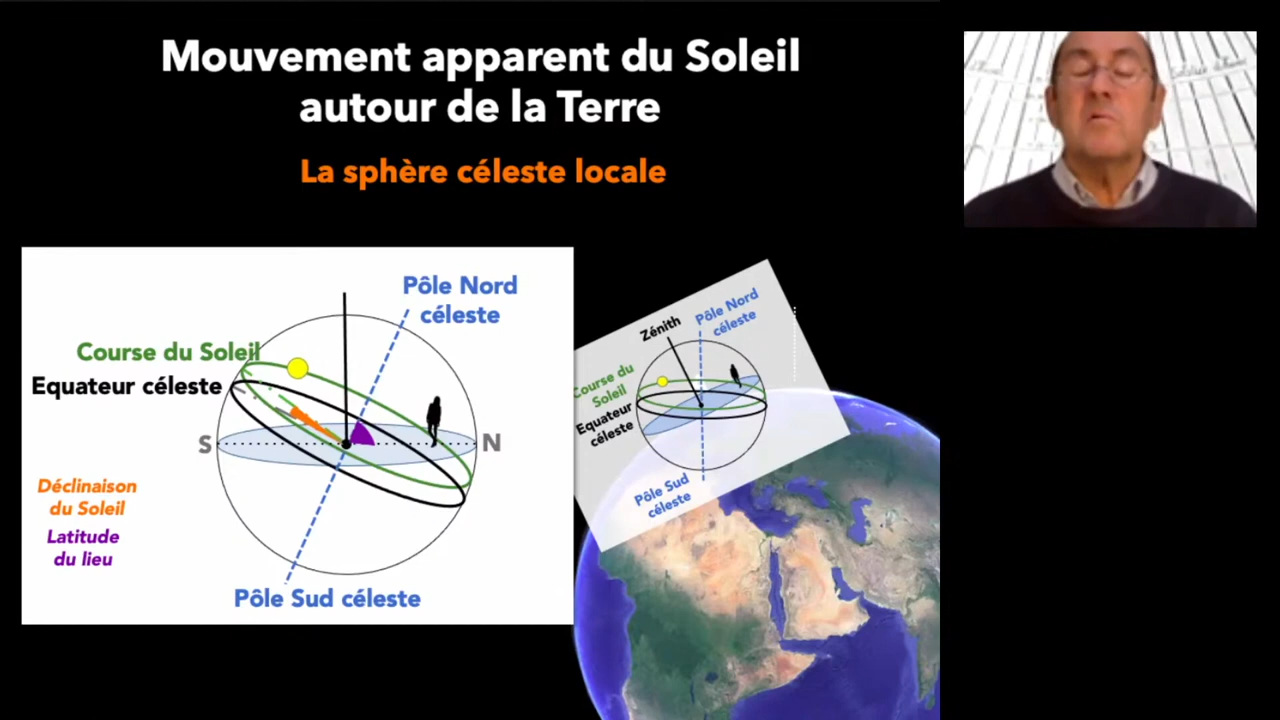 Mouvement apparent du Soleil
autour de la Terre
La sphère céleste locale
Pôle Nord
céleste
Course du Soleil
Equateur céleste
S
N
Déclinaison
du Soleil
Latitude
du lieu
Pôle Sud céleste
Zénith
Pôle Nord
céleste
Course du
Soleil
Equateur
céleste
Pôle Sud
céleste